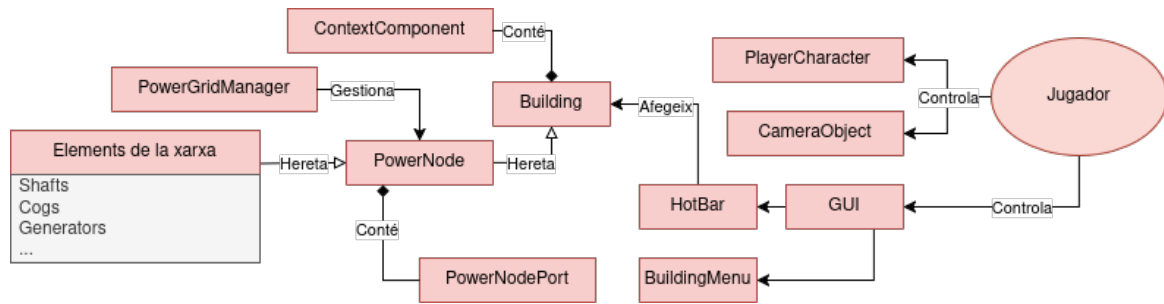 ContextComponent
Conté
PlayerCharacter
PowerGridManager
Gestiona
Building
Afegeix
Controla
Jugador
CameraObject
Elements de la xarxa
Hereta
PowerNode
Hereta
Shafts
Cogs
Generators
...
HotBar
GUI
Controla
Conté
PowerNodePort
BuildingMenu